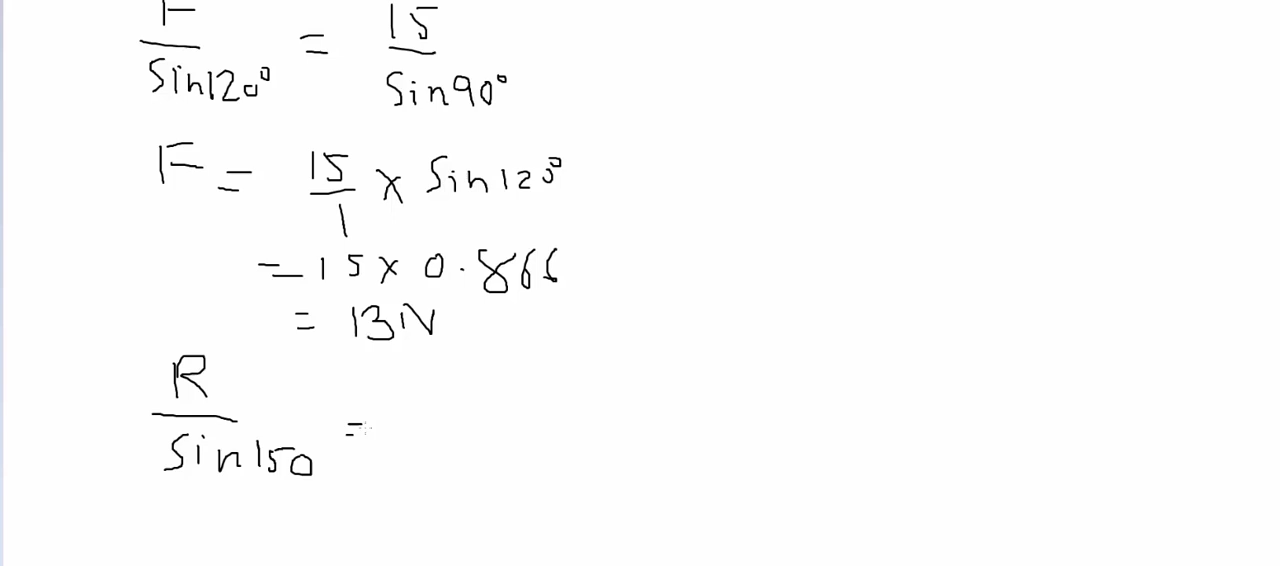 F = 15
Sin120° Sin90°
F = 15 × Sin120°
1
= 15 × 0.866
= 13N
R =
Sin150